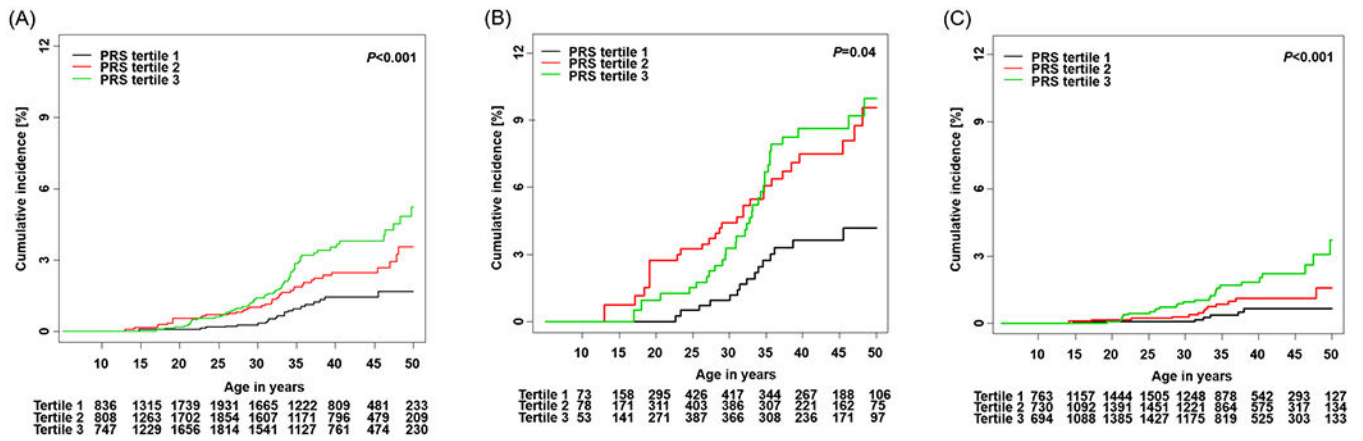 (A)
12
9
6
3
0
Cumulative incidence [%]
PRS tertile 1
PRS tertile 2
PRS tertile 3
P<0.001
10 15 20 25 30 35 40 45 50
Age in years
Tertile 1 836 1315 1739 1931 1665 1222 809 481 233
Tertile 2 808 1263 1702 1854 1607 1171 796 479 209
Tertile 3 747 1229 1656 1814 1541 1127 761 474 230
(B)
12
9
6
3
0
Cumulative incidence [%]
PRS tertile 1
PRS tertile 2
PRS tertile 3
P=0.04
10 15 20 25 30 35 40 45 50
Age in years
Tertile 1 73 158 295 426 417 344 267 188 106
Tertile 2 78 171 311 403 386 307 221 162 75
Tertile 3 53 141 271 387 366 308 236 171 97
(C)
12
9
6
3
0
Cumulative incidence [%]
PRS tertile 1
PRS tertile 2
PRS tertile 3
P<0.001
10 15 20 25 30 35 40 45 50
Age in years
Tertile 1 763 1157 1444 1505 1248 878 542 293 127
Tertile 2 730 1092 1391 1451 1221 864 575 317 134
Tertile 3 694 1088 1385 1427 1175 819 525 303 133